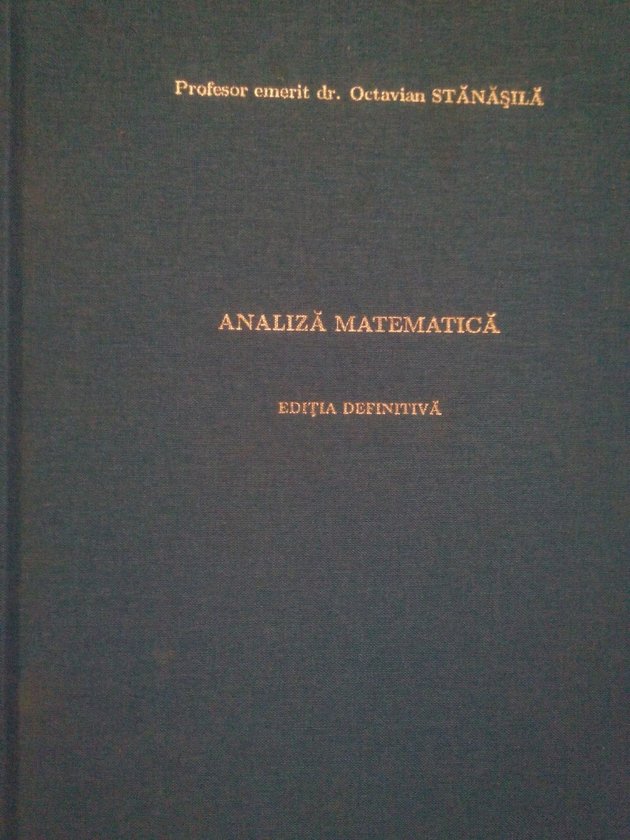 Profesor emerit dr. Octavian STĂNĂŞILĂ
ANALIZĂ MATEMATICĂ
EDIŢIA DEFINITIVĂ